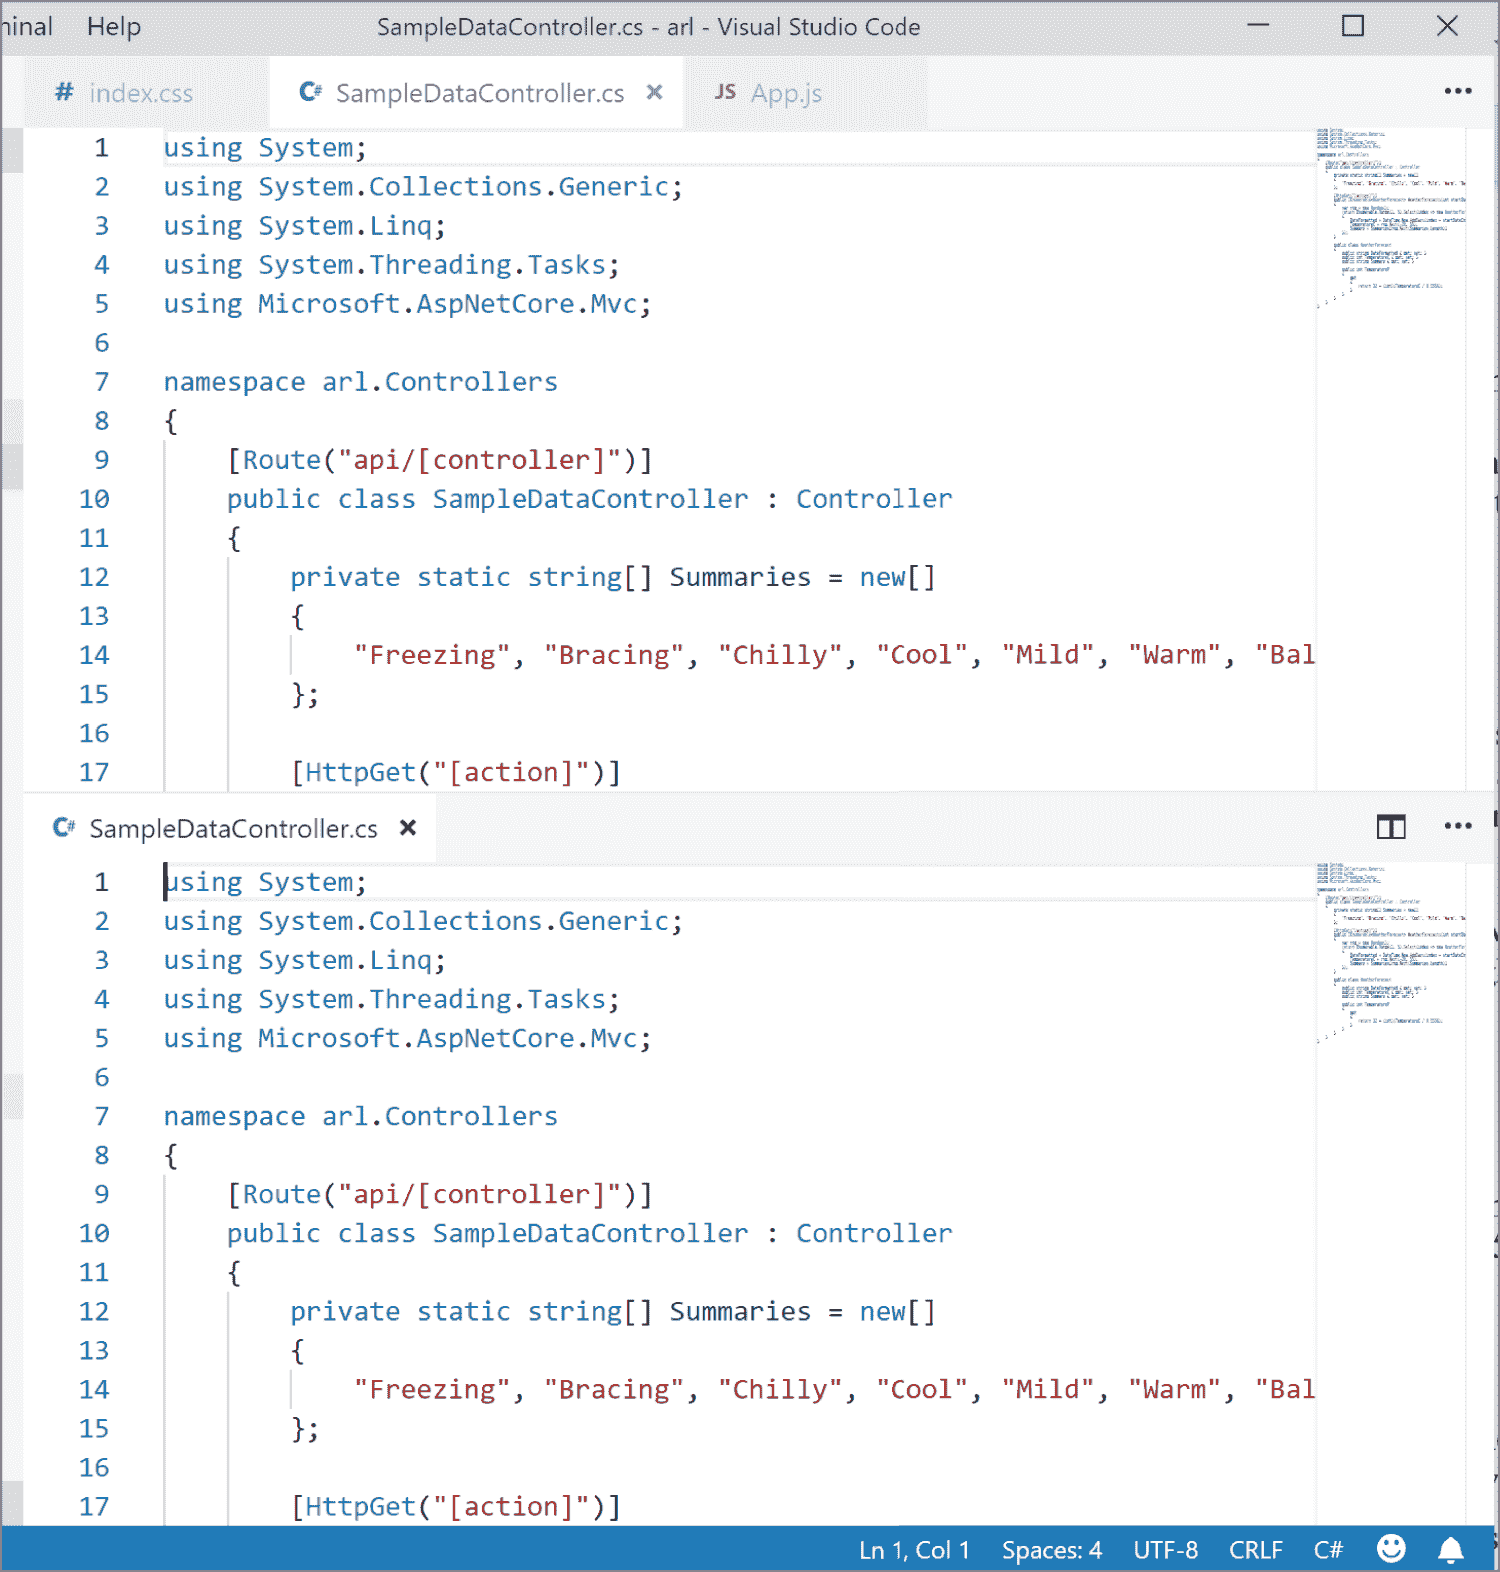 Help SampleDataController.cs - arl - Visual Studio Code
# index.css C# SampleDataController.cs JS App.js
1 using System;
2 using System.Collections.Generic;
3 using System.Linq;
4 using System.Threading.Tasks;
5 using Microsoft.AspNetCore.Mvc;
6
7 namespace arl.Controllers
8 {
9 [Route("api/[controller]")]
10 public class SampleDataController : Controller
11 {
12 private static string[] Summaries = new[]
13 {
14 "Freezing", "Bracing", "Chilly", "Cool", "Mild", "Warm", "Bal
15 };
16
17 [HttpGet("[action]")]
C# SampleDataController.cs
1 using System;
2 using System.Collections.Generic;
3 using System.Linq;
4 using System.Threading.Tasks;
5 using Microsoft.AspNetCore.Mvc;
6
7 namespace arl.Controllers
8 {
9 [Route("api/[controller]")]
10 public class SampleDataController : Controller
11 {
12 private static string[] Summaries = new[]
13 {
14 "Freezing", "Bracing", "Chilly", "Cool", "Mild", "Warm", "Bal
15 };
16
17 [HttpGet("[action]")]
Ln 1, Col 1 Spaces: 4 UTF-8 CRLF C#